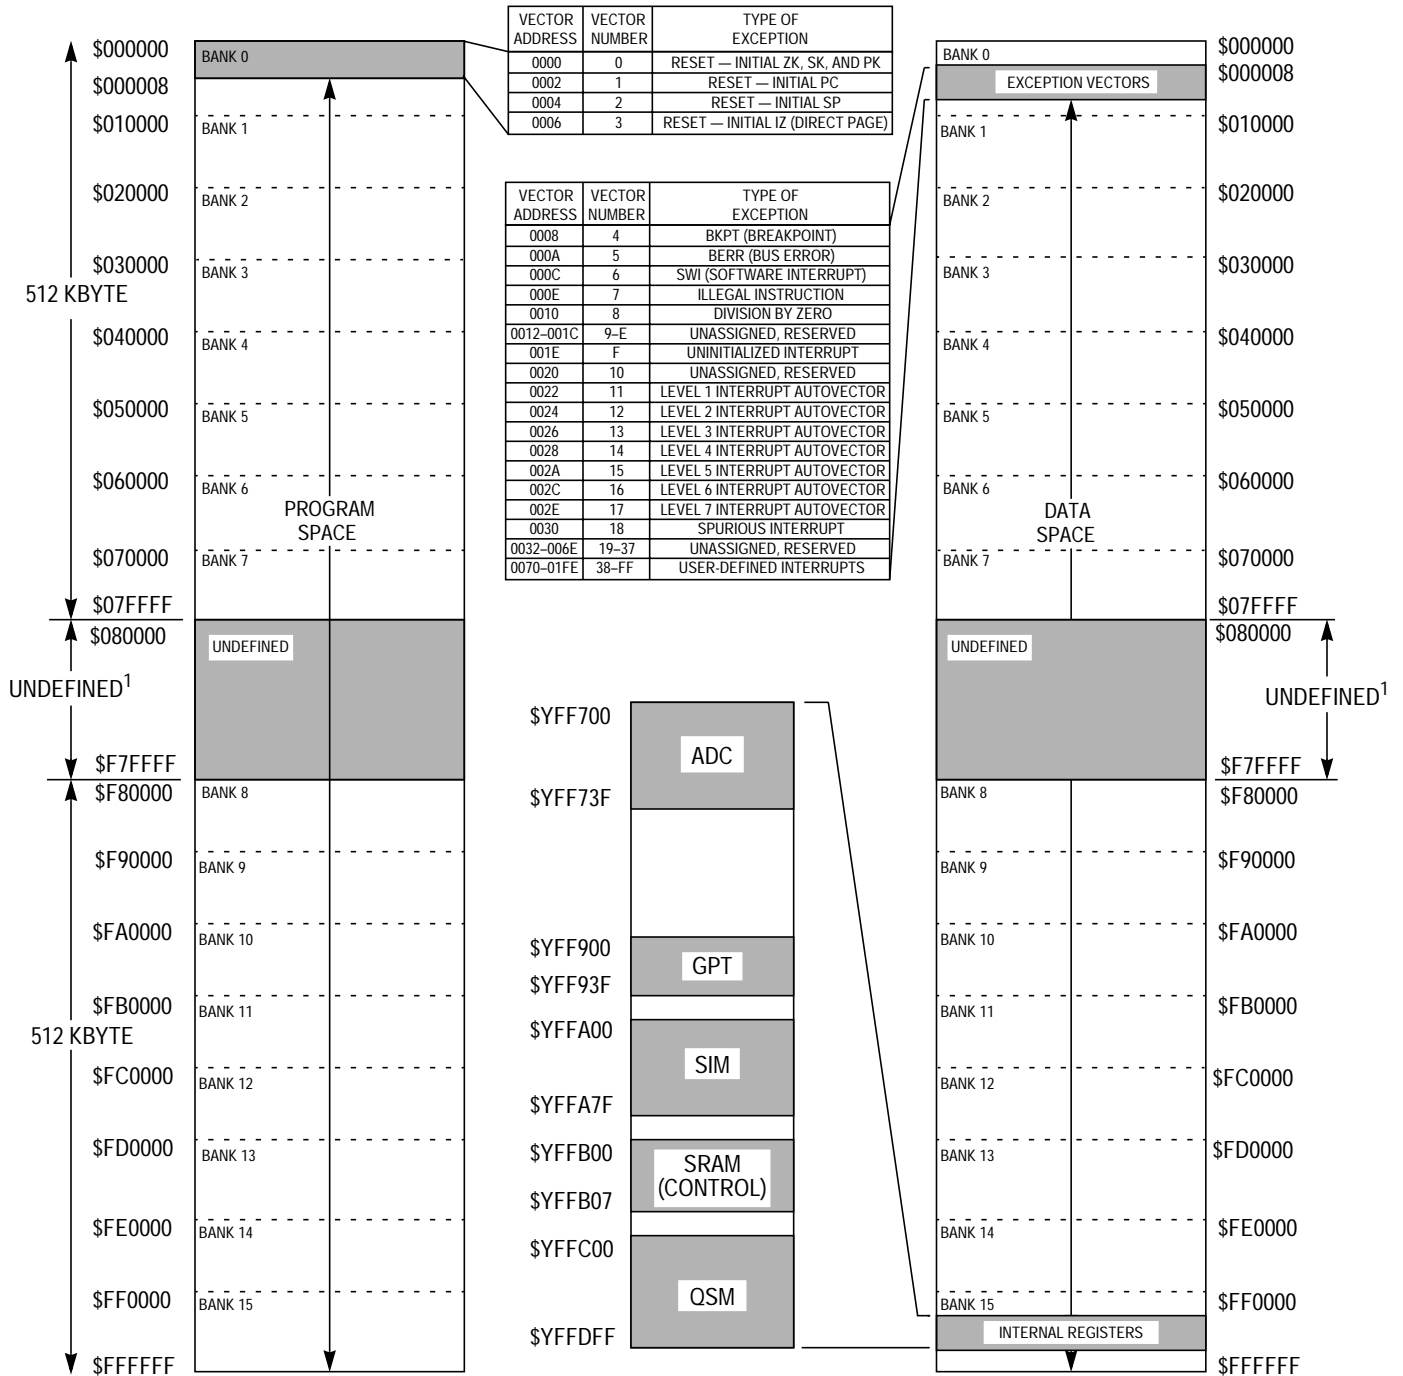 $000000
$000008
$010000
$020000
$030000
512 KBYTE
$040000
$050000
$060000
$070000
$07FFFF
$080000
UNDEFINED1
$F7FFFF
$F80000
$F90000
$FA0000
$FB0000
512 KBYTE
$FC0000
$FD0000
$FE0000
$FF0000
$FFFFFF
BANK 0
BANK 1
BANK 2
BANK 3
BANK 4
BANK 5
BANK 6
PROGRAM
SPACE
BANK 7
UNDEFINED
BANK 8
BANK 9
BANK 10
BANK 11
BANK 12
BANK 13
BANK 14
BANK 15
VECTOR ADDRESS VECTOR NUMBER TYPE OF EXCEPTION
0000 0 RESET — INITIAL ZK, SK, AND PK
0002 1 RESET — INITIAL PC
0004 2 RESET — INITIAL SP
0006 3 RESET — INITIAL IZ (DIRECT PAGE)
VECTOR ADDRESS VECTOR NUMBER TYPE OF EXCEPTION
0008 4 BKPT (BREAKPOINT)
000A 5 BERR (BUS ERROR)
000C 6 SWI (SOFTWARE INTERRUPT)
000E 7 ILLEGAL INSTRUCTION
0010 8 DIVISION BY ZERO
0012–001C 9–E UNASSIGNED, RESERVED
001E F UNINITIALIZED INTERRUPT
0020 10 UNASSIGNED, RESERVED
0022 11 LEVEL 1 INTERRUPT AUTOVECTOR
0024 12 LEVEL 2 INTERRUPT AUTOVECTOR
0026 13 LEVEL 3 INTERRUPT AUTOVECTOR
0028 14 LEVEL 4 INTERRUPT AUTOVECTOR
002A 15 LEVEL 5 INTERRUPT AUTOVECTOR
002C 16 LEVEL 6 INTERRUPT AUTOVECTOR
002E 17 LEVEL 7 INTERRUPT AUTOVECTOR
0030 18 SPURIOUS INTERRUPT
0032–006E 19–37 UNASSIGNED, RESERVED
0070–01FE 38–FF USER-DEFINED INTERRUPTS
$YFF700
ADC
$YFF73F
$YFF900
GPT
$YFF93F
$YFFA00
SIM
$YFFA7F
$YFFB00
SRAM
(CONTROL)
$YFFB07
$YFFC00
QSM
$YFFDFF
BANK 0
EXCEPTION VECTORS
BANK 1
BANK 2
BANK 3
BANK 4
BANK 5
BANK 6
DATA
SPACE
BANK 7
UNDEFINED
BANK 8
BANK 9
BANK 10
BANK 11
BANK 12
BANK 13
BANK 14
BANK 15
INTERNAL REGISTERS
$000000
$000008
$010000
$020000
$030000
$040000
$050000
$060000
$070000
$07FFFF
$080000
UNDEFINED1
$F7FFFF
$F80000
$F90000
$FA0000
$FB0000
$FC0000
$FD0000
$FE0000
$FF0000
$FFFFFF